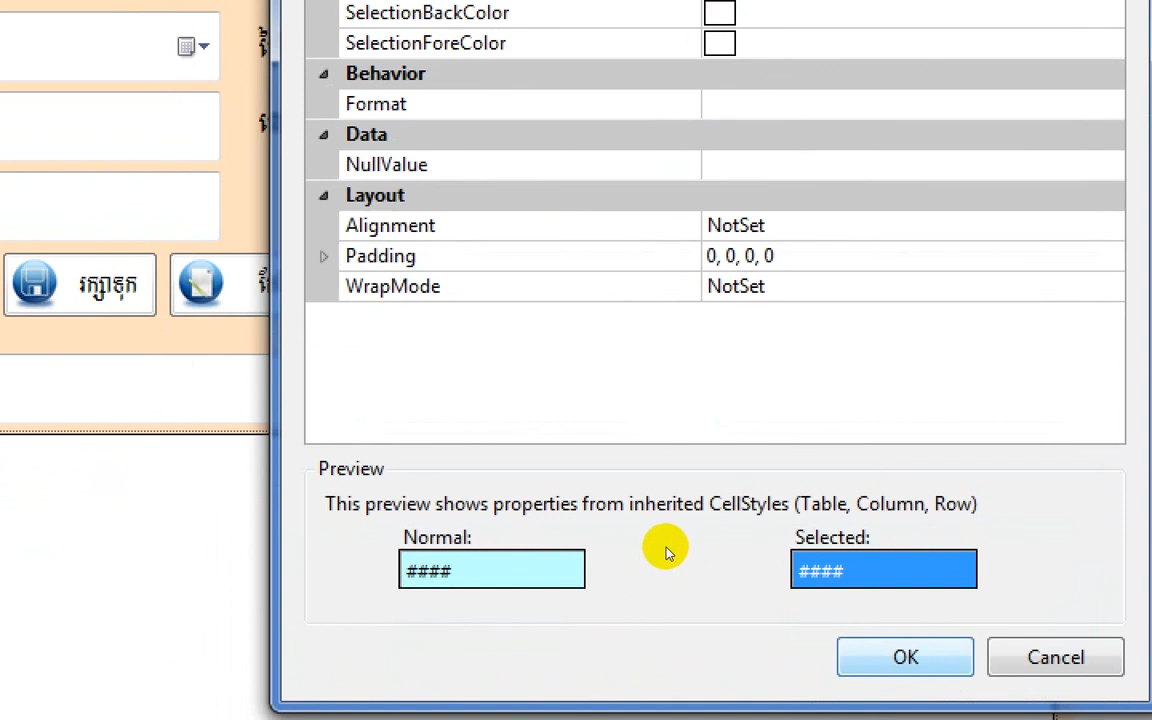 SelectionBackColor
SelectionForeColor
Behavior
Format
Data
NullValue
Layout
Alignment NotSet
Padding 0, 0, 0, 0
WrapMode NotSet
រក្សាទុក
Preview
This preview shows properties from inherited CellStyles (Table, Column, Row)
Normal: Selected:
#### ####
OK Cancel